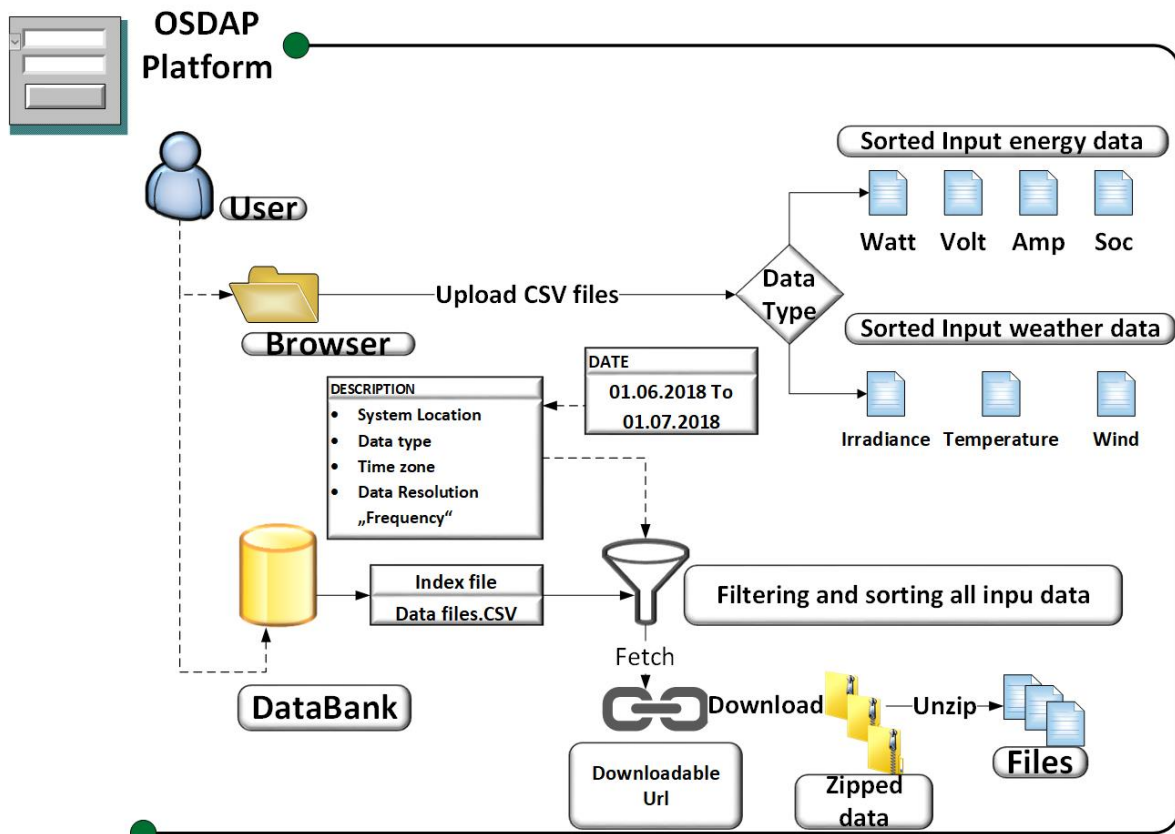 OSDAP
Platform
User
Browser
Upload CSV files
Data
Type
Sorted Input energy data
Watt
Volt
Amp
Soc
Sorted Input weather data
Irradiance
Temperature
Wind
DATE
01.06.2018 To
01.07.2018
DESCRIPTION
• System Location
• Data type
• Time zone
• Data Resolution
„Frequency“
Index file
Data files.CSV
DataBank
Filtering and sorting all inpu data
Fetch
Downloadable
Url
Download
Zipped
data
Unzip
Files